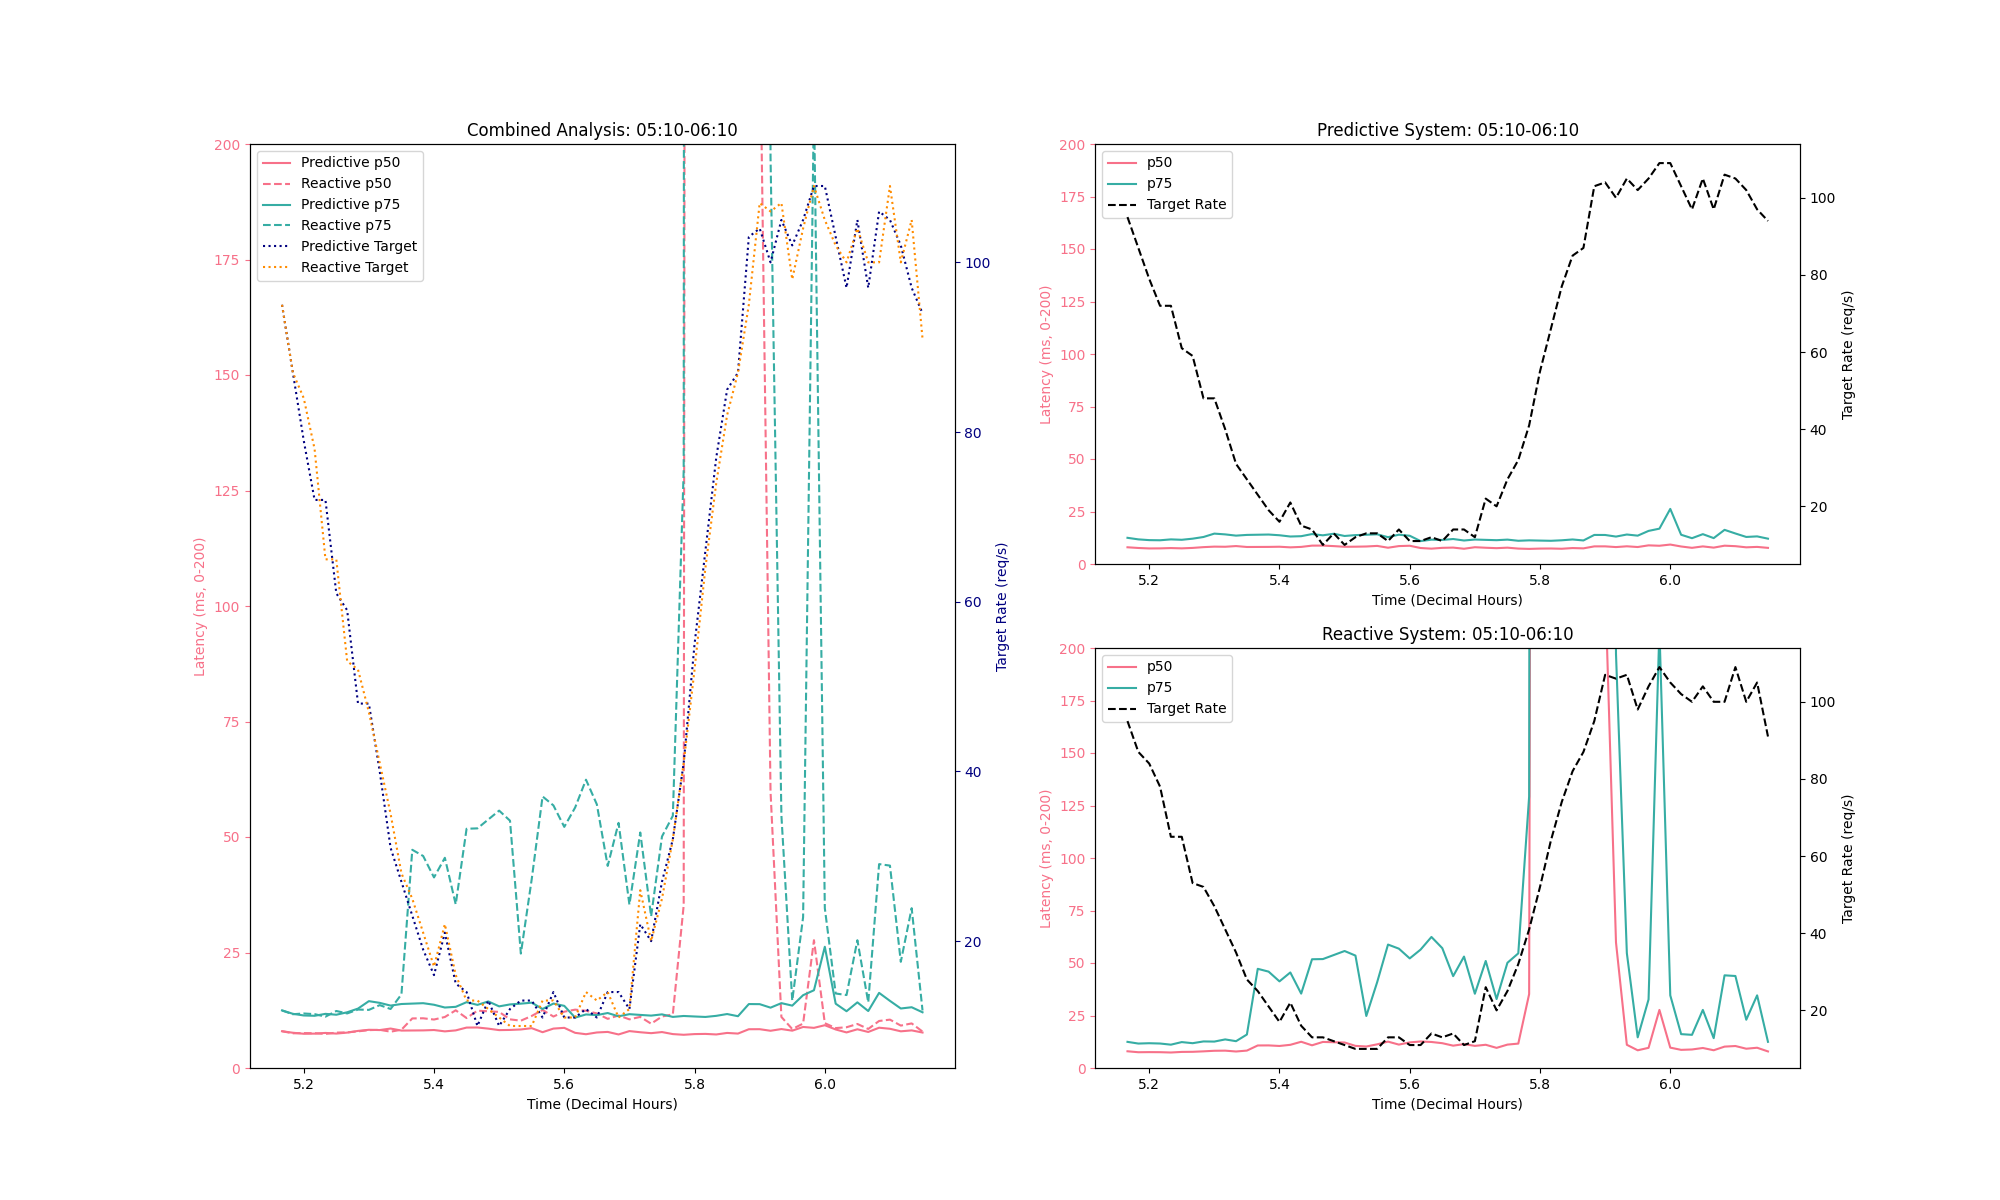 Combined Analysis: 05:10-06:10
Predictive p50
Reactive p50
Predictive p75
Reactive p75
Predictive Target
Reactive Target
200
175
150
125
100
75
50
25
0
Latency (ms, 0-200)
100
80
60
40
20
Target Rate (req/s)
5.2 5.4 5.6 5.8 6.0
Time (Decimal Hours)
Predictive System: 05:10-06:10
p50
p75
Target Rate
200
175
150
125
100
75
50
25
0
Latency (ms, 0-200)
100
80
60
40
20
Target Rate (req/s)
5.2 5.4 5.6 5.8 6.0
Time (Decimal Hours)
Reactive System: 05:10-06:10
p50
p75
Target Rate
200
175
150
125
100
75
50
25
0
Latency (ms, 0-200)
100
80
60
40
20
Target Rate (req/s)
5.2 5.4 5.6 5.8 6.0
Time (Decimal Hours)